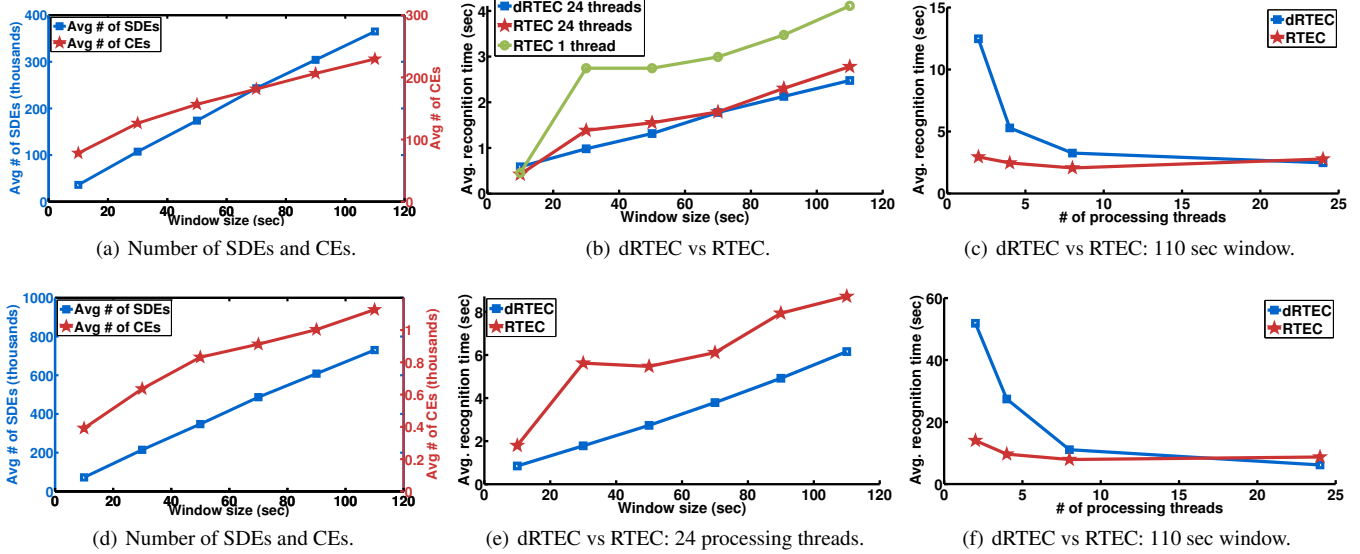 400
300
200
100
0
Avg # of SDEs (thousands)
Avg # of SDEs
Avg # of CEs
300
200
100
0
Avg # of CEs
0 20 40 60 80 100 120
Window size (sec)
(a) Number of SDEs and CEs.
4
3
2
1
0
Avg. recognition time (sec)
dRTEC 24 threads
RTEC 24 threads
RTEC 1 thread
0 20 40 60 80 100 120
Window size (sec)
(b) dRTEC vs RTEC.
15
10
5
0
Avg. recognition time (sec)
dRTEC
RTEC
0 5 10 15 20 25
# of processing threads
(c) dRTEC vs RTEC: 110 sec window.
1000
800
600
400
200
0
Avg # of SDEs (thousands)
Avg # of SDEs
Avg # of CEs
1
0.8
0.6
0.4
0.2
0
Avg # of CEs (thousands)
0 20 40 60 80 100 120
Window size (sec)
(d) Number of SDEs and CEs.
8
6
4
2
0
Avg. recognition time (sec)
dRTEC
RTEC
0 20 40 60 80 100 120
Window size (sec)
(e) dRTEC vs RTEC: 24 processing threads.
60
40
20
0
Avg. recognition time (sec)
dRTEC
RTEC
0 5 10 15 20 25
# of processing threads
(f) dRTEC vs RTEC: 110 sec window.